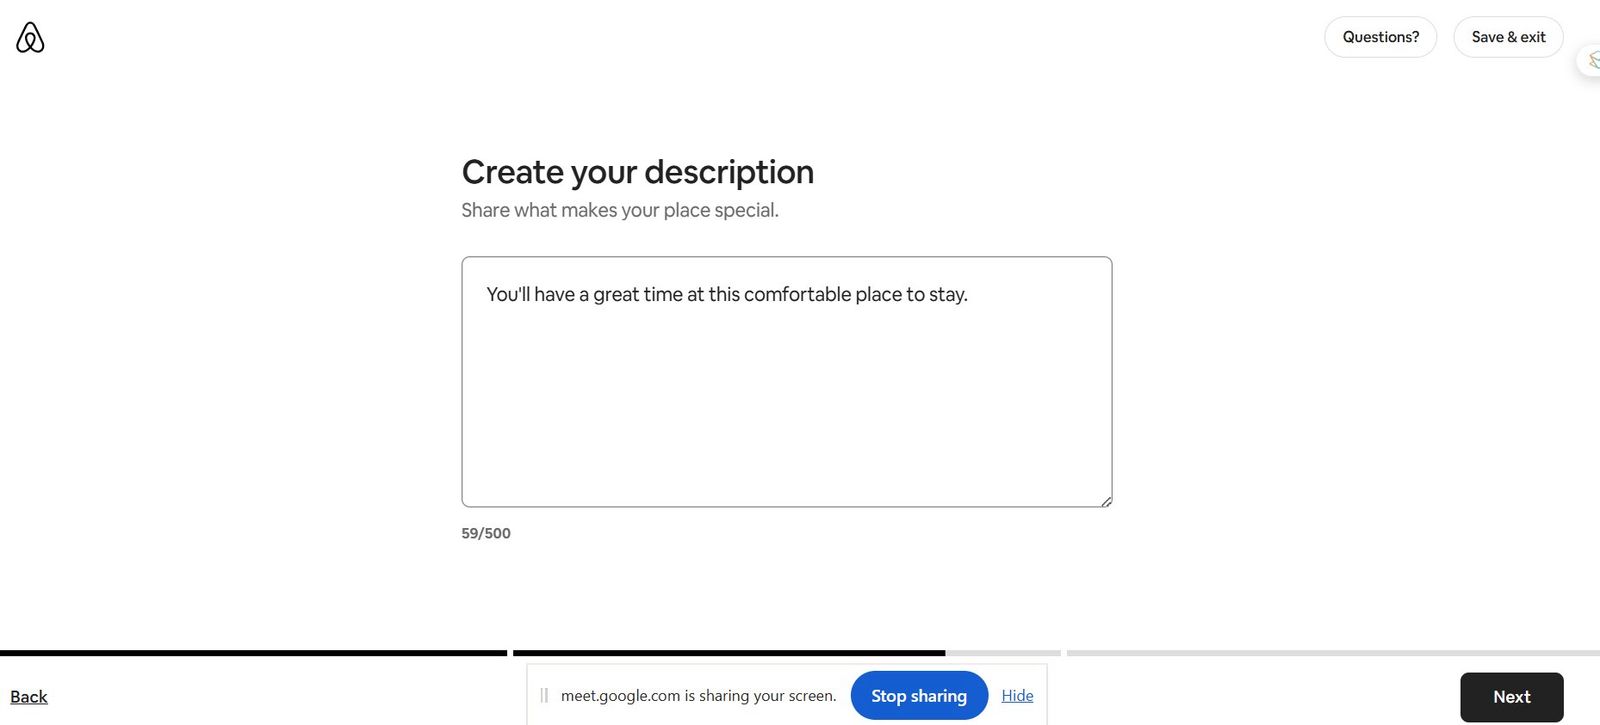 Questions?
Save & exit
Create your description
Share what makes your place special.
You'll have a great time at this comfortable place to stay.
59/500
Back
meet.google.com is sharing your screen.
Stop sharing
Hide
Next